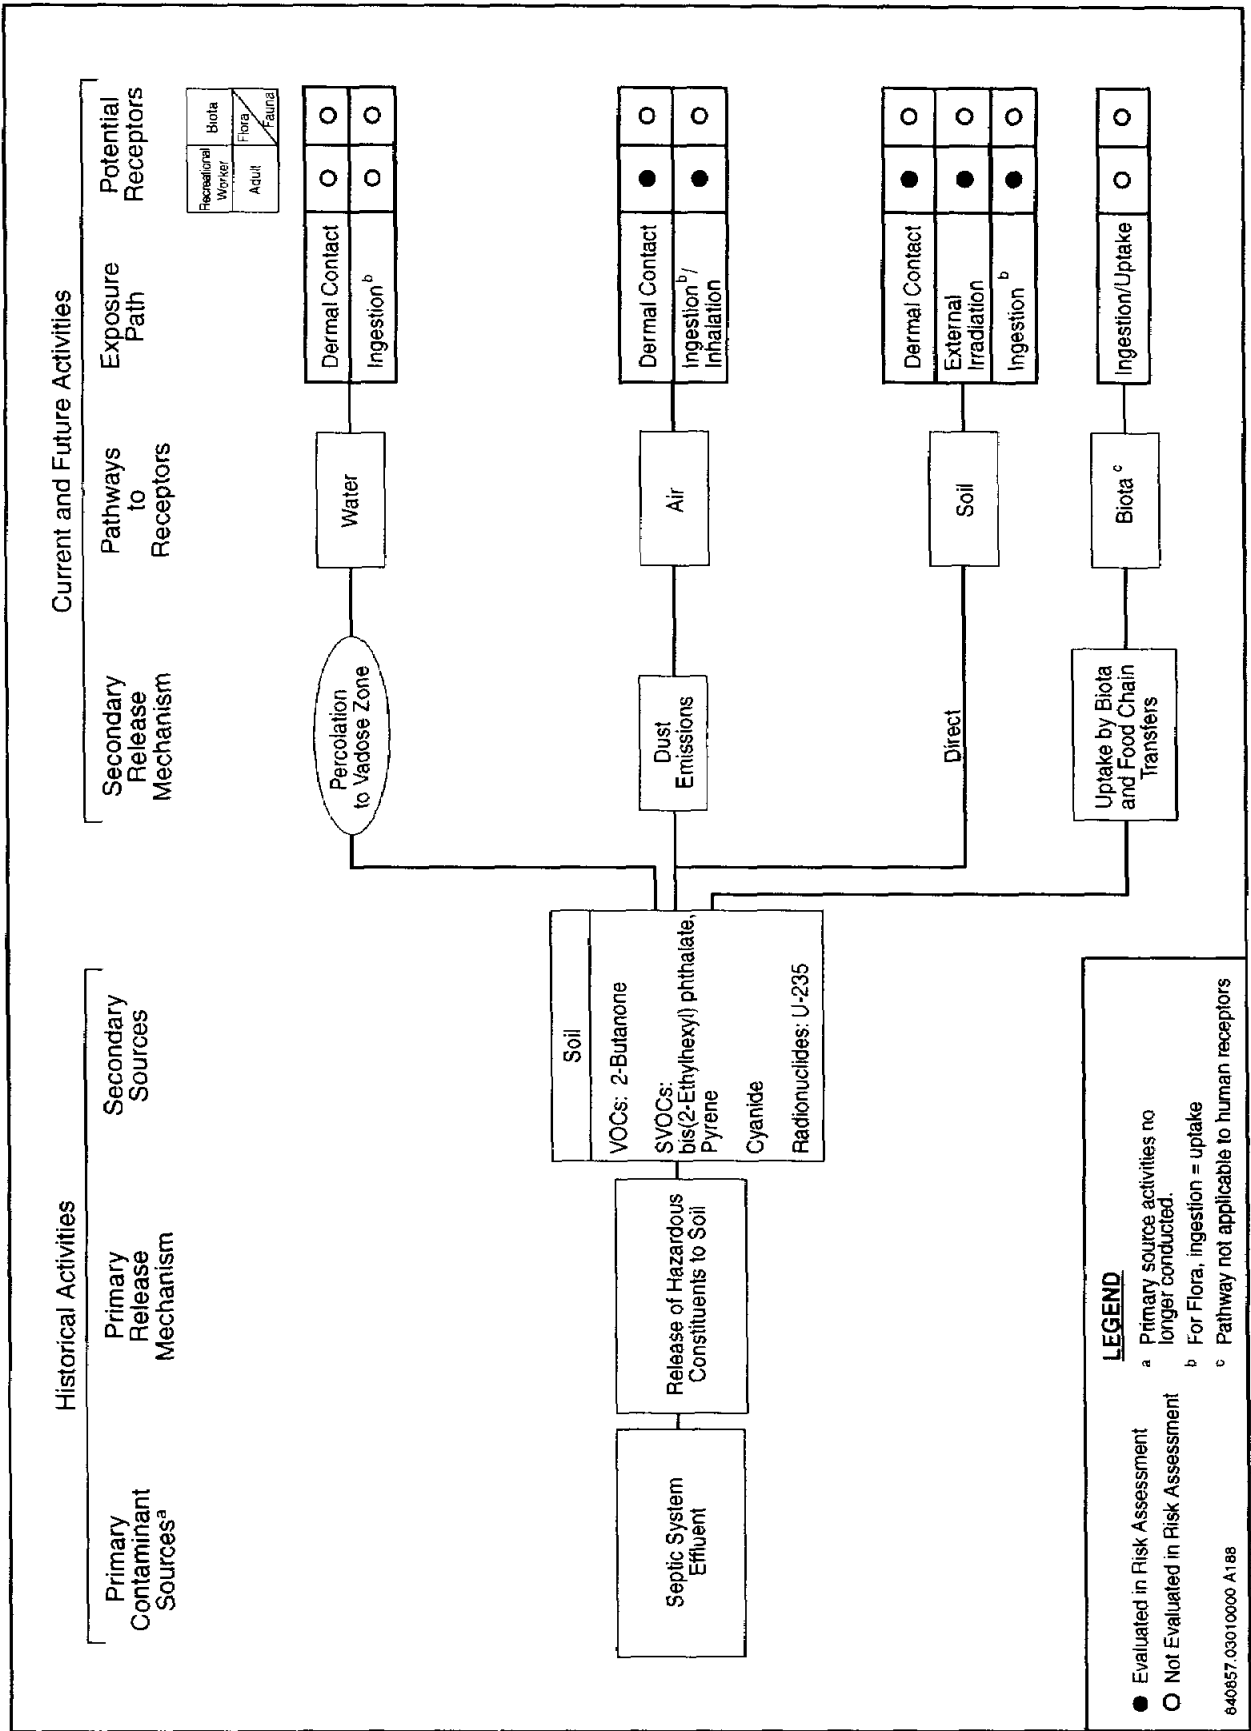 Historical Activities
Current and Future Activities
Primary
Contaminant
Sources^a
Primary
Release
Mechanism
Secondary
Sources
Secondary
Release
Mechanism
Pathways
to
Receptors
Exposure
Path
Potential
Receptors
Recreational
Worker
Biota
Adult
Flora
Fauna
Septic System
Effluent
Release of Hazardous
Constituents to Soil
Soil
VOCs: 2-Butanone
SVOCs:
bis(2-Ethylhexyl) phthalate,
Pyrene
Cyanide
Radionuclides: U-235
Percolation
to Vadose Zone
Water
Dermal Contact
Ingestion^b
Dust
Emissions
Air
Dermal Contact
Ingestion^b/
Inhalation
Direct
Soil
Dermal Contact
External
Irradiation
Ingestion^b
Uptake by Biota
and Food Chain
Transfers
Biota^c
Ingestion/Uptake
LEGEND
● Evaluated in Risk Assessment
○ Not Evaluated in Risk Assessment
a Primary source activities no
longer conducted.
b For Flora, ingestion = uptake
c Pathway not applicable to human receptors
840857.03010000 A188